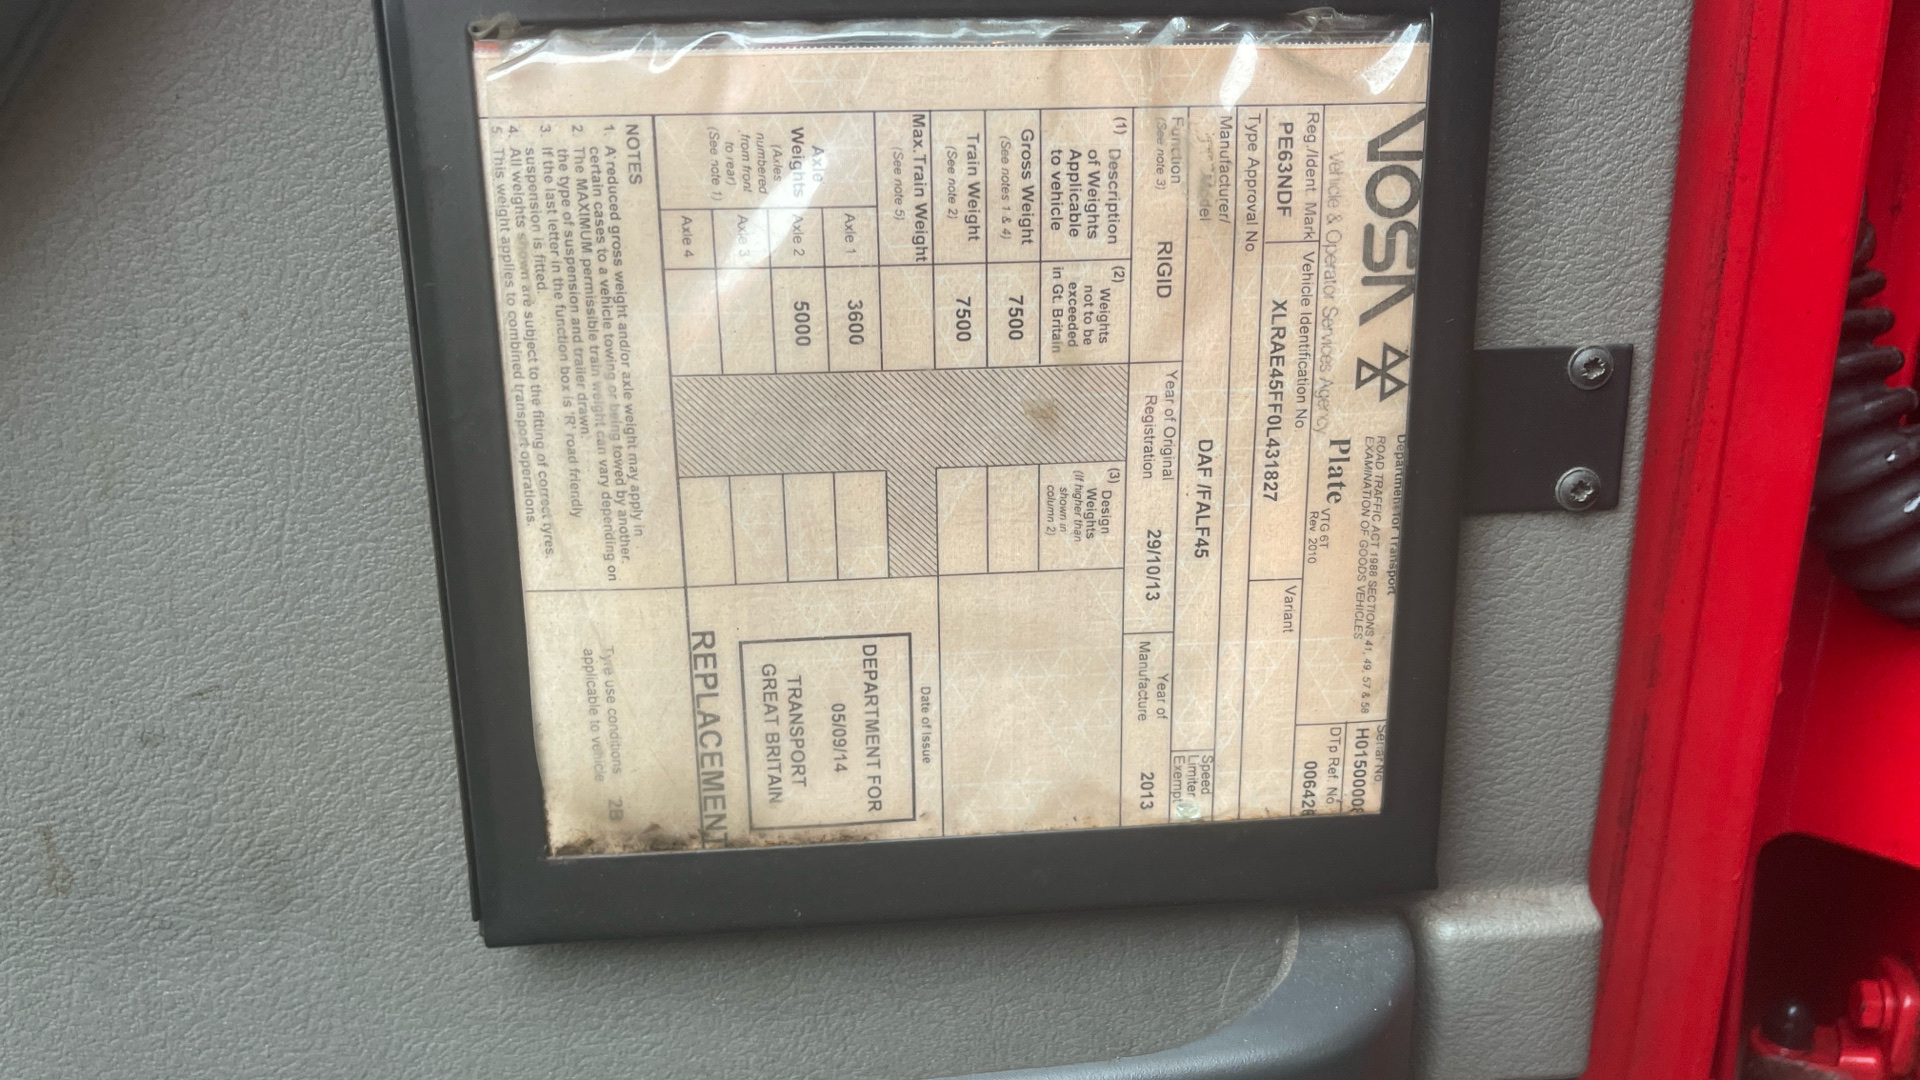 VOSA
Department for Transport
ROAD TRAFFIC ACT 1988 SECTIONS 41, 49, 57 & 58
EXAMINATION OF GOODS VEHICLES
Serial No.
H0150000
Vehicle & Operator Services Agency
Plate
VTG 6T
Rev 2010
DTp Ref. No
00642
Reg./Ident. Mark
PE63NDF
Vehicle Identification No
XLRAE45FF0L431827
Variant
Type Approval No.
Manufacturer/
Model
DAF /FALF45
Speed
Limiter
Exempt
Function
(See note 3)
RIGID
Year of Original
Registration
29/10/13
Year of
Manufacture
2013
(1) Description
of Weights
Applicable
to vehicle
(2) Weights
not to be
exceeded
in Gt. Britain
(3) Design
Weights
(If higher than
shown in
column 2)
Gross Weight
(See notes 1 & 4)
7500
Train Weight
(See note 2)
7500
Max.Train Weight
(See note 5)
Date of Issue
Axle
Weights
(Axles
numbered
from front
to rear)
(See note 1)
Axle 1
3600
Axle 2
5000
Axle 3
Axle 4
DEPARTMENT FOR
05/09/14
TRANSPORT
GREAT BRITAIN
REPLACEMENT
NOTES
1. A reduced gross weight and/or axle weight may apply in
certain cases to a vehicle towing or being towed by another.
2. The MAXIMUM permissible train weight can vary depending on
the type of suspension and trailer drawn.
3. If the last letter in the function box is 'R' road friendly
suspension is fitted.
4. All weights shown are subject to the fitting of correct tyres.
5. This weight applies to combined transport operations.
Tyre use conditions
applicable to vehicle
2B